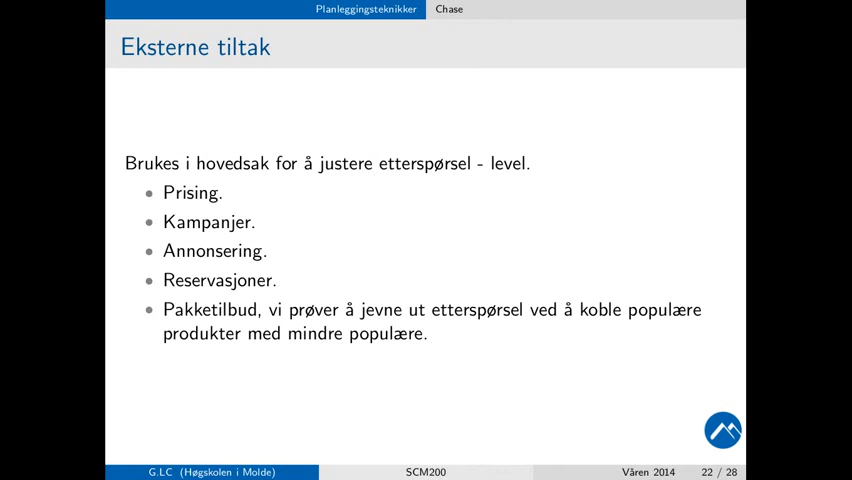 Planleggingsteknikker Chase
Eksterne tiltak
Brukes i hovedsak for å justere etterspørsel - level.
• Prising.
• Kampanjer.
• Annonsering.
• Reservasjoner.
• Pakketilbud, vi prøver å jevne ut etterspørsel ved å koble populære
produkter med mindre populære.
G.LC (Høgskolen i Molde) SCM200 Våren 2014 22 / 28